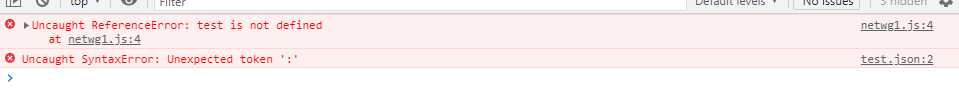 top Filter Default levels No Issues 3 hidden
Uncaught ReferenceError: test is not defined netwg1.js:4
at netwg1.js:4
Uncaught SyntaxError: Unexpected token ':' test.json:2